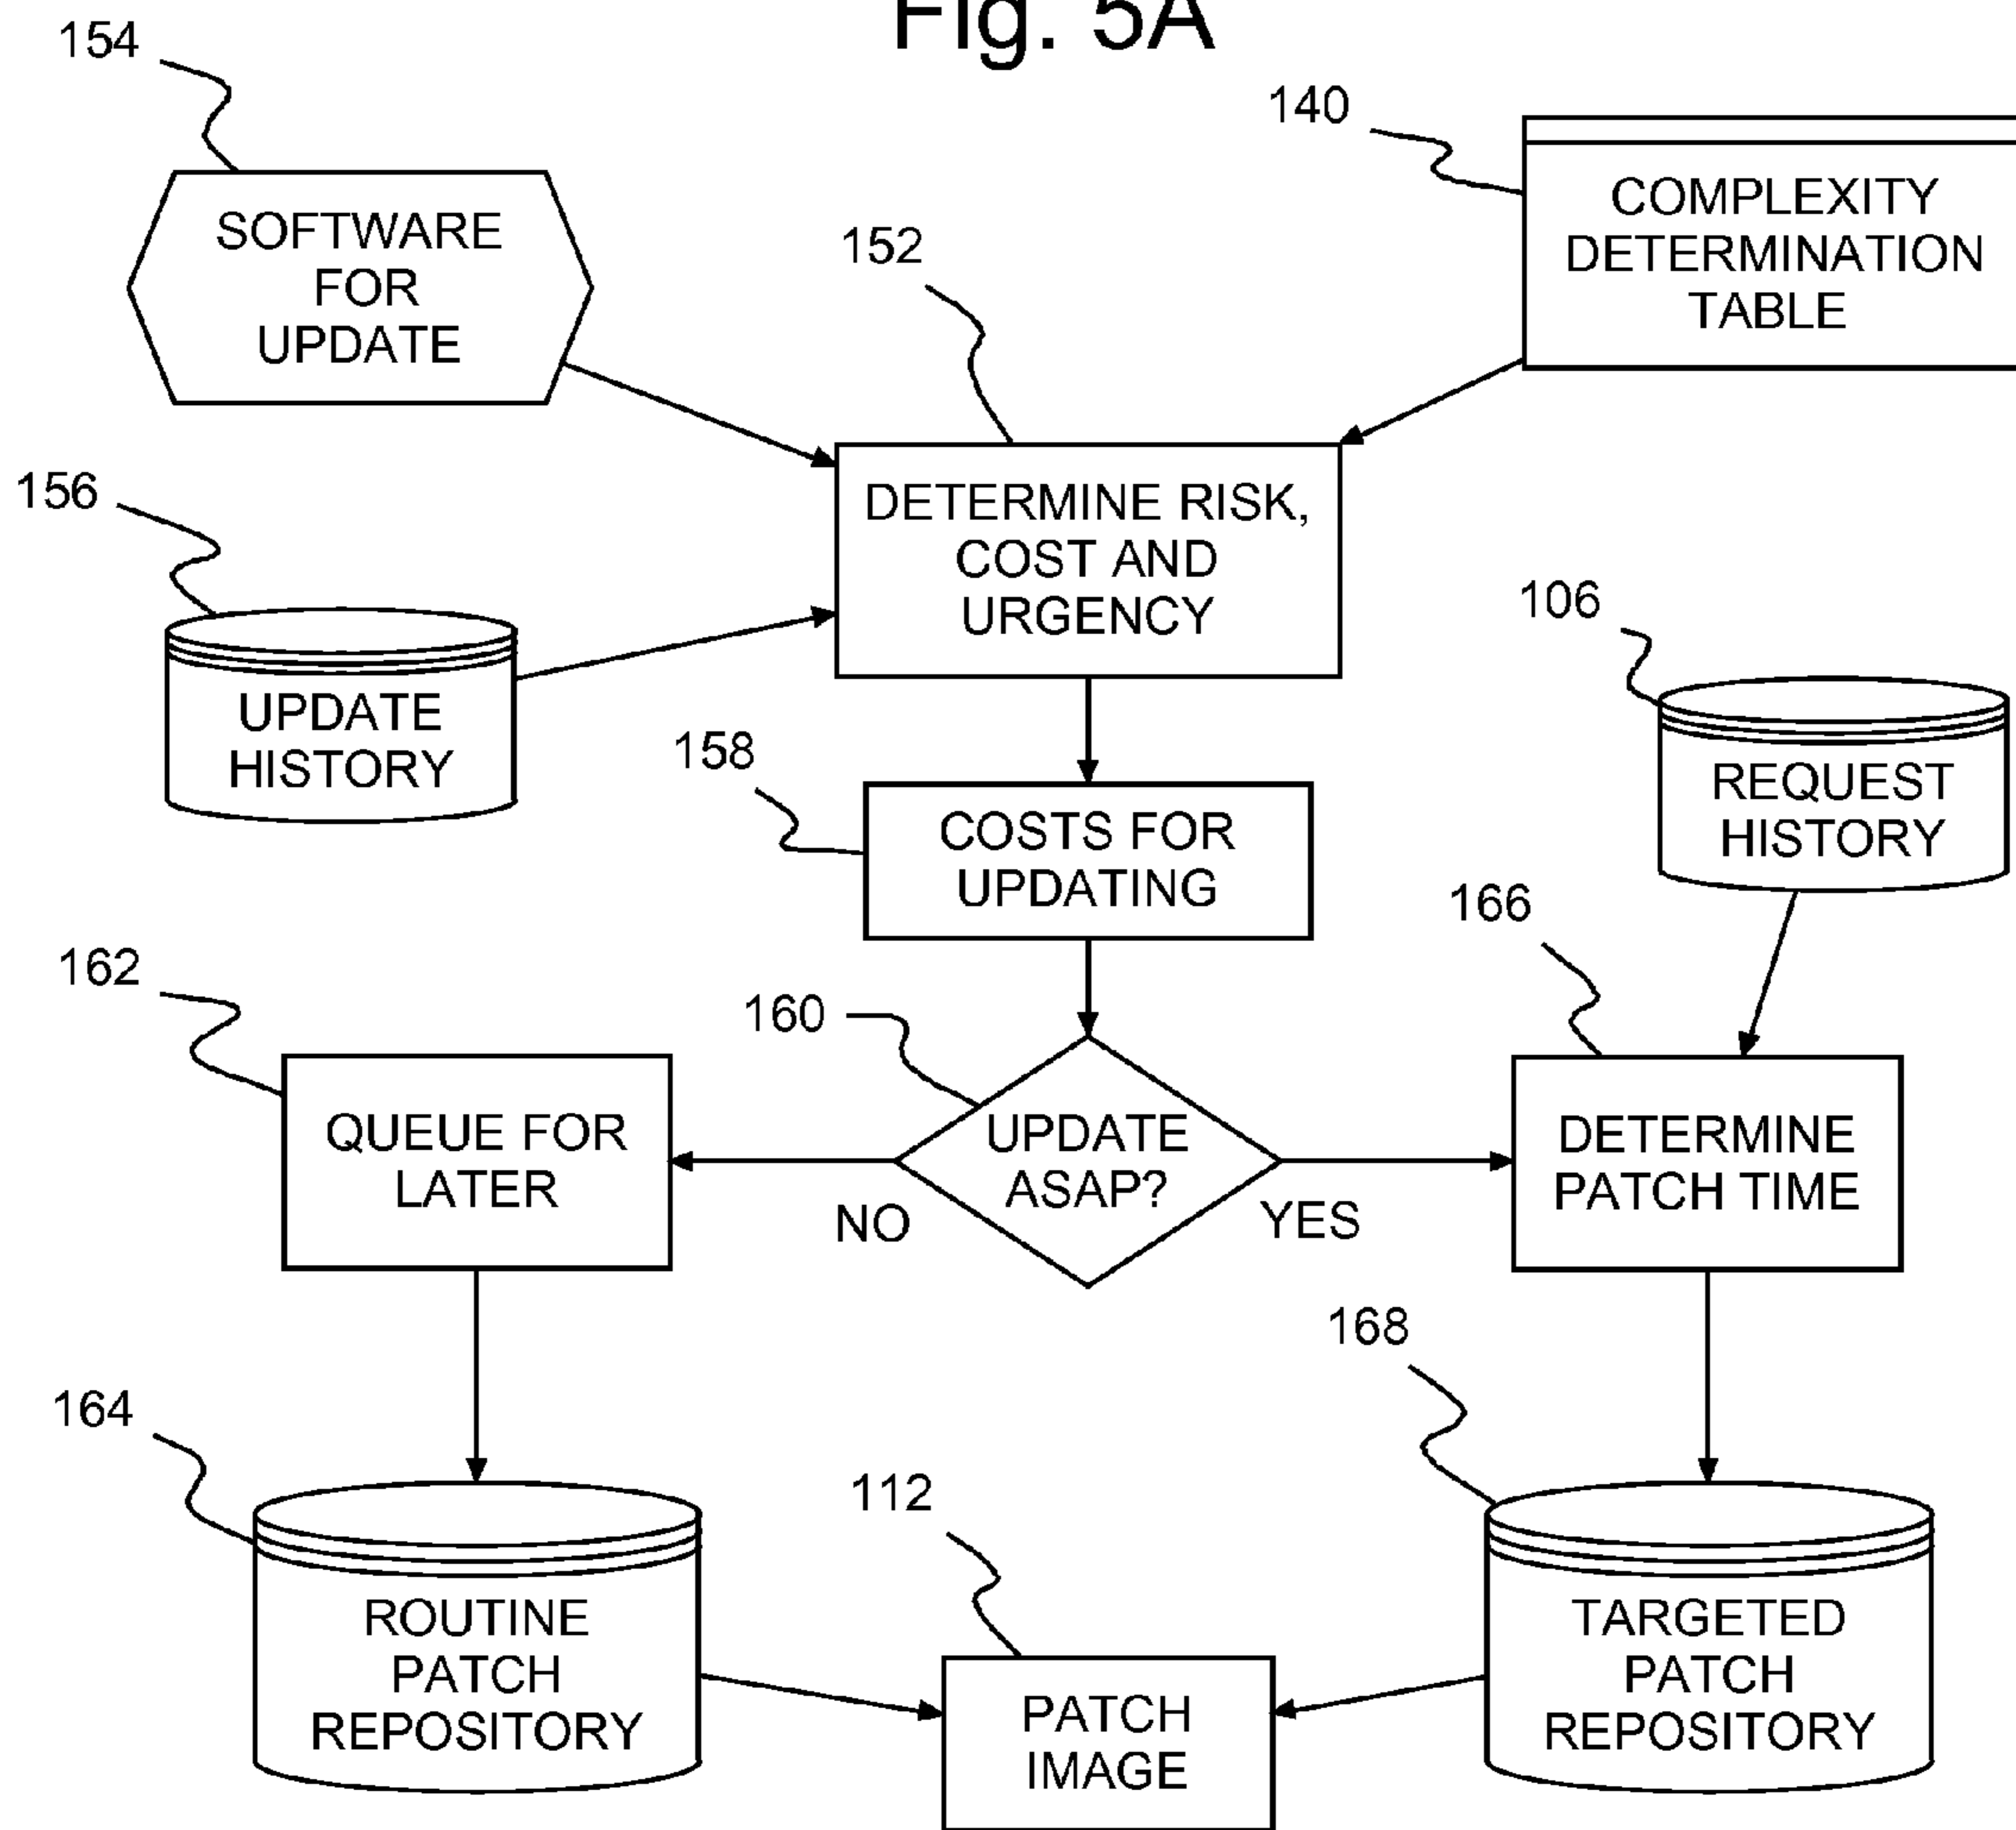 Fig. 5A
154
140
SOFTWARE
FOR
UPDATE
COMPLEXITY
DETERMINATION
TABLE
152
156
DETERMINE RISK,
COST AND
URGENCY
106
UPDATE
HISTORY
158
REQUEST
HISTORY
COSTS FOR
UPDATING
166
162
160
QUEUE FOR
LATER
UPDATE
ASAP?
NO
YES
DETERMINE
PATCH TIME
168
164
112
ROUTINE
PATCH
REPOSITORY
PATCH
IMAGE
TARGETED
PATCH
REPOSITORY